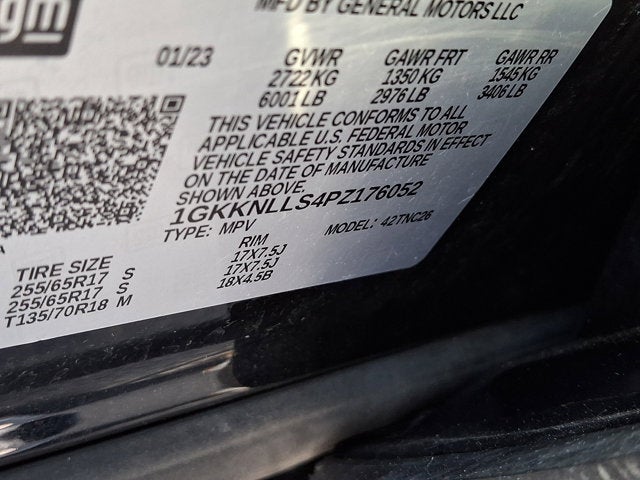 gm
MFD BY GENERAL MOTORS LLC
01/23 GVWR GAWR FRT GAWR RR
2722 KG 1350 KG 1545 KG
6001 LB 2976 LB 3406 LB
THIS VEHICLE CONFORMS TO ALL
APPLICABLE U.S. FEDERAL MOTOR
VEHICLE SAFETY STANDARDS IN EFFECT
ON THE DATE OF MANUFACTURE
SHOWN ABOVE.
1GKKNLLS4PZ176052
TYPE: MPV MODEL: 42TNC26
TIRE SIZE RIM
255/65R17 S 17X7.5J
255/65R17 S 17X7.5J
T135/70R18 M 18X4.5B